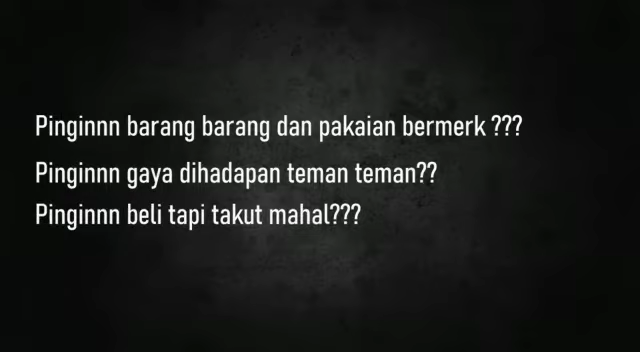 Pinginnn barang barang dan pakaian bermerk ???
Pinginnn gaya dihadapan teman teman??
Pinginnn beli tapi takut mahal???